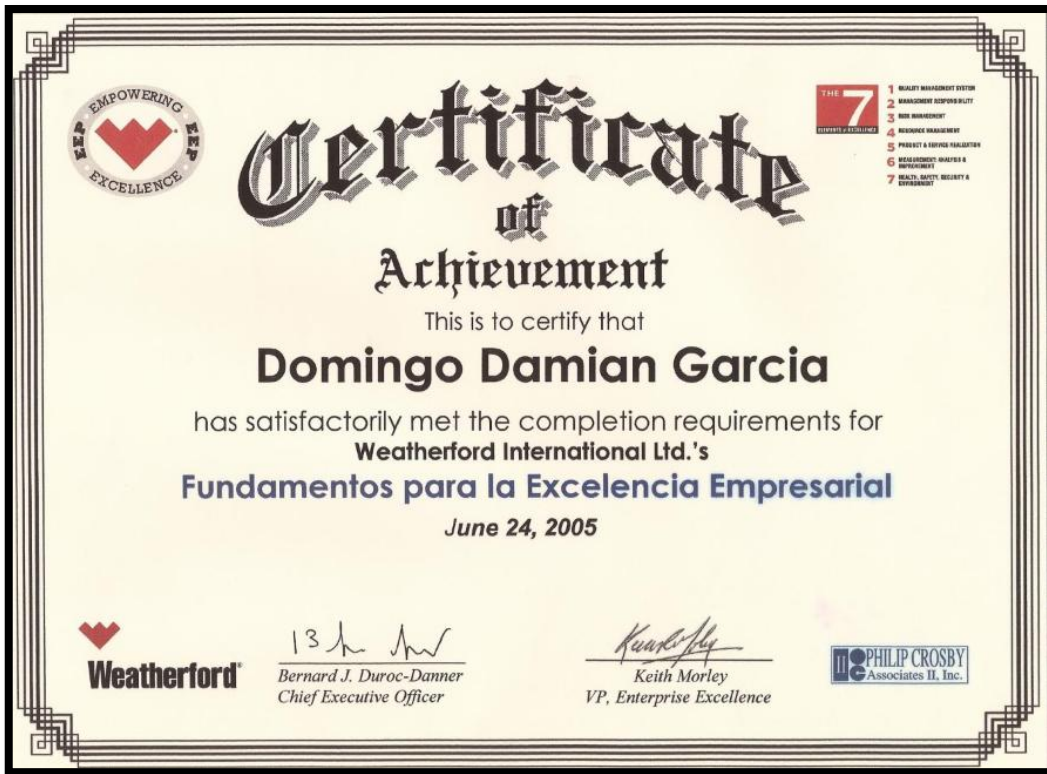 EMPOWERING
EEP
EEP
EXCELLENCE
Certificate
of
Achievement
THE 7
ELEMENTS of EXCELLENCE
1 QUALITY MANAGEMENT SYSTEM
2 MANAGEMENT RESPONSIBILITY
3 RISK MANAGEMENT
4 RESOURCE MANAGEMENT
5 PRODUCT & SERVICE REALIZATION
6 MEASUREMENT, ANALYSIS &
IMPROVEMENT
7 HEALTH, SAFETY, SECURITY &
ENVIRONMENT
This is to certify that
Domingo Damian Garcia
has satisfactorily met the completion requirements for
Weatherford International Ltd.'s
Fundamentos para la Excelencia Empresarial
June 24, 2005
Weatherford
Bernard J. Duroc-Danner
Chief Executive Officer
Keith Morley
VP, Enterprise Excellence
PHILIP CROSBY
Associates II, Inc.